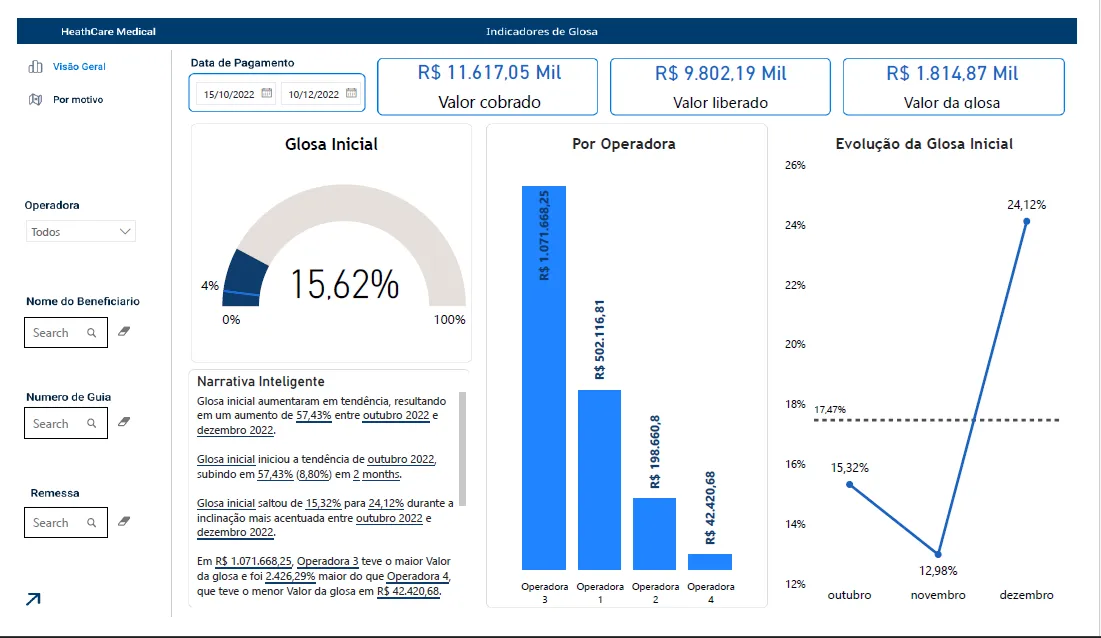 HeathCare Medical
Indicadores de Glosa
Visão Geral
Por motivo
Operadora
Todos
Nome do Beneficiario
Search
Numero de Guia
Search
Remessa
Search
Data de Pagamento
15/10/2022
10/12/2022
R$ 11.617,05 Mil
Valor cobrado
R$ 9.802,19 Mil
Valor liberado
R$ 1.814,87 Mil
Valor da glosa
Glosa Inicial
4%
15,62%
0%
100%
Narrativa Inteligente
Glosa inicial aumentaram em tendência, resultando
em um aumento de 57,43% entre outubro 2022 e
dezembro 2022.
Glosa inicial iniciou a tendência de outubro 2022,
subindo em 57,43% (8,80%) em 2 months.
Glosa inicial saltou de 15,32% para 24,12% durante a
inclinação mais acentuada entre outubro 2022 e
dezembro 2022.
Em R$ 1.071.668,25, Operadora 3 teve o maior Valor
da glosa e foi 2.426,29% maior do que Operadora 4,
que teve o menor Valor da glosa em R$ 42.420,68.
Por Operadora
R$ 1.071.668,25
R$ 502.116,81
R$ 198.660,8
R$ 42.420,68
Operadora
3
Operadora
1
Operadora
2
Operadora
4
Evolução da Glosa Inicial
26%
24%
22%
20%
18%
16%
14%
12%
17,47%
15,32%
12,98%
24,12%
outubro
novembro
dezembro